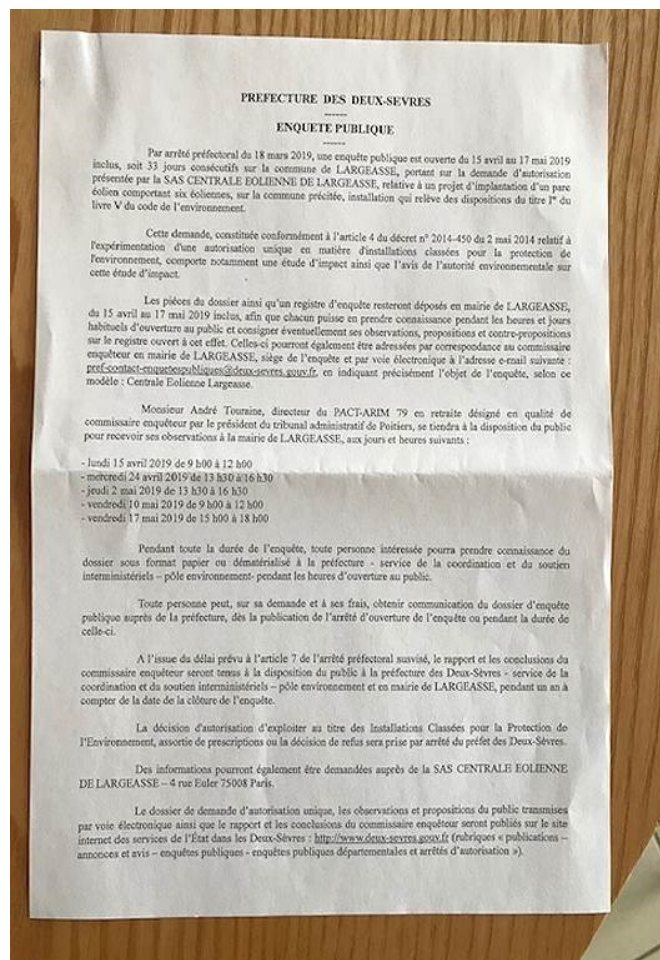 PREFECTURE DES DEUX-SEVRES
------
ENQUETE PUBLIQUE
------
Par arrêté préfectoral du 18 mars 2019, une enquête publique est ouverte du 15 avril au 17 mai 2019
inclus, soit 33 jours consécutifs sur la commune de LARGEASSE, portant sur la demande d'autorisation
présentée par la SAS CENTRALE EOLIENNE DE LARGEASSE, relative à un projet d'implantation d'un parc
éolien comportant six éoliennes, sur la commune précitée, installation qui relève des dispositions du titre Iᵉʳ du
livre V du code de l'environnement.
Cette demande, constituée conformément à l'article 4 du décret n° 2014-450 du 2 mai 2014 relatif à
l'expérimentation d'une autorisation unique en matière d'installations classées pour la protection de
l'environnement, comporte notamment une étude d'impact ainsi que l'avis de l'autorité environnementale sur
cette étude d'impact.
Les pièces du dossier ainsi qu'un registre d'enquête resteront déposés en mairie de LARGEASSE,
du 15 avril au 17 mai 2019 inclus, afin que chacun puisse en prendre connaissance pendant les heures et jours
habituels d'ouverture au public et consigner éventuellement ses observations, propositions et contre-propositions
sur le registre ouvert à cet effet. Celles-ci pourront également être adressées par correspondance au commissaire
enquêteur en mairie de LARGEASSE, siège de l'enquête et par voie électronique à l'adresse e-mail suivante :
pref-contact-enquetespubliques@deux-sevres.gouv.fr, en indiquant précisément l'objet de l'enquête, selon ce
modèle : Centrale Eolienne Largeasse.
Monsieur André Touraine, directeur du PACT-ARIM 79 en retraite désigné en qualité de
commissaire enquêteur par le président du tribunal administratif de Poitiers, se tiendra à la disposition du public
pour recevoir ses observations à la mairie de LARGEASSE, aux jours et heures suivants :
- lundi 15 avril 2019 de 9 h00 à 12 h00
- mercredi 24 avril 2019 de 13 h30 à 16 h30
- jeudi 2 mai 2019 de 13 h30 à 16 h30
- vendredi 10 mai 2019 de 9 h00 à 12 h00
- vendredi 17 mai 2019 de 15 h00 à 18 h00
Pendant toute la durée de l'enquête, toute personne intéressée pourra prendre connaissance du
dossier sous format papier ou dématérialisé à la préfecture - service de la coordination et du soutien
interministériels – pôle environnement- pendant les heures d'ouverture au public.
Toute personne peut, sur sa demande et à ses frais, obtenir communication du dossier d'enquête
publique auprès de la préfecture, dès la publication de l'arrêté d'ouverture de l'enquête ou pendant la durée de
celle-ci.
A l'issue du délai prévu à l'article 7 de l'arrêté préfectoral susvisé, le rapport et les conclusions du
commissaire enquêteur seront tenus à la disposition du public à la préfecture des Deux-Sèvres - service de la
coordination et du soutien interministériels – pôle environnement et en mairie de LARGEASSE, pendant un an à
compter de la date de la clôture de l'enquête.
La décision d'autorisation d'exploiter au titre des Installations Classées pour la Protection de
l'Environnement, assortie de prescriptions ou la décision de refus sera prise par arrêté du préfet des Deux-Sèvres.
Des informations pourront également être demandées auprès de la SAS CENTRALE EOLIENNE
DE LARGEASSE – 4 rue Euler 75008 Paris.
Le dossier de demande d'autorisation unique, les observations et propositions du public transmises
par voie électronique ainsi que le rapport et les conclusions du commissaire enquêteur seront publiés sur le site
internet des services de l'État dans les Deux-Sèvres : http://www.deux-sevres.gouv.fr (rubriques « publications –
annonces et avis – enquêtes publiques - enquêtes publiques départementales et arrêtés d'autorisation »).